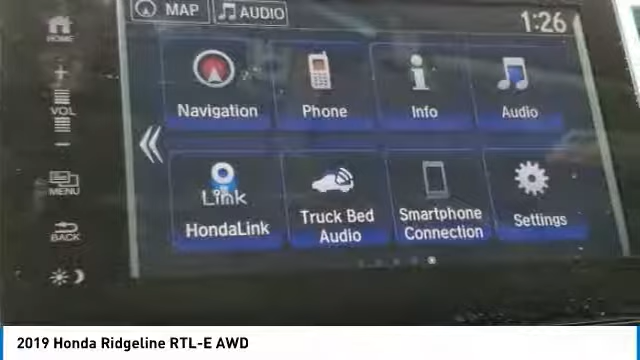 MAP
AUDIO
1:26
HOME
+
VOL
-
MENU
BACK
Navigation
Phone
Info
Audio
Link
HondaLink
Truck Bed
Audio
Smartphone
Connection
Settings
2019 Honda Ridgeline RTL-E AWD